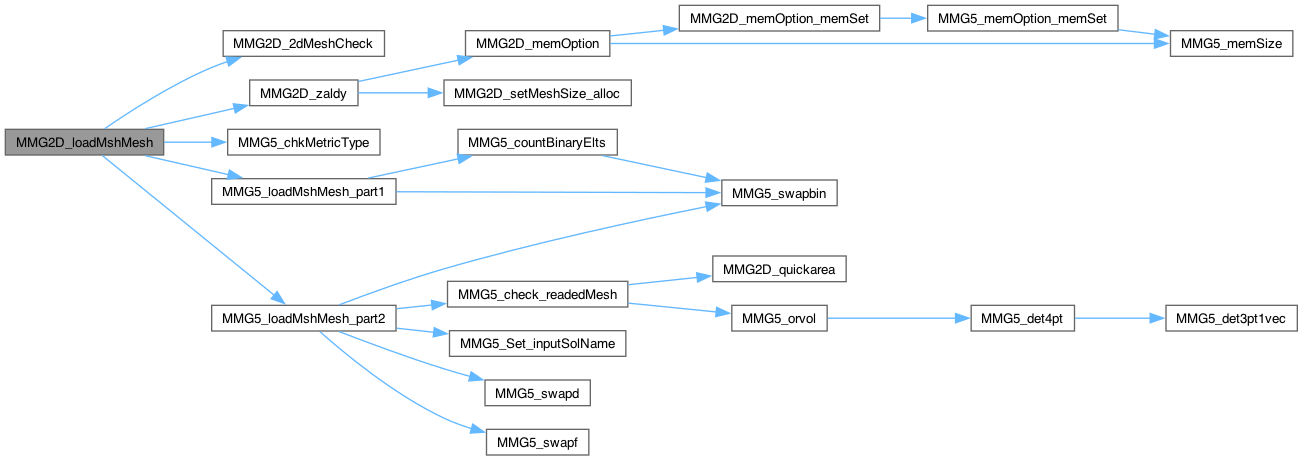 MMG2D_loadMshMesh
MMG2D_2dMeshCheck
MMG2D_zaldy
MMG2D_memOption
MMG2D_memOption_memSet
MMG5_memOption_memSet
MMG5_memSize
MMG2D_setMeshSize_alloc
MMG5_chkMetricType
MMG5_loadMshMesh_part1
MMG5_countBinaryElts
MMG5_swapbin
MMG5_loadMshMesh_part2
MMG5_check_readedMesh
MMG2D_quickarea
MMG5_orvol
MMG5_det4pt
MMG5_det3pt1vec
MMG5_Set_inputSolName
MMG5_swapd
MMG5_swapf